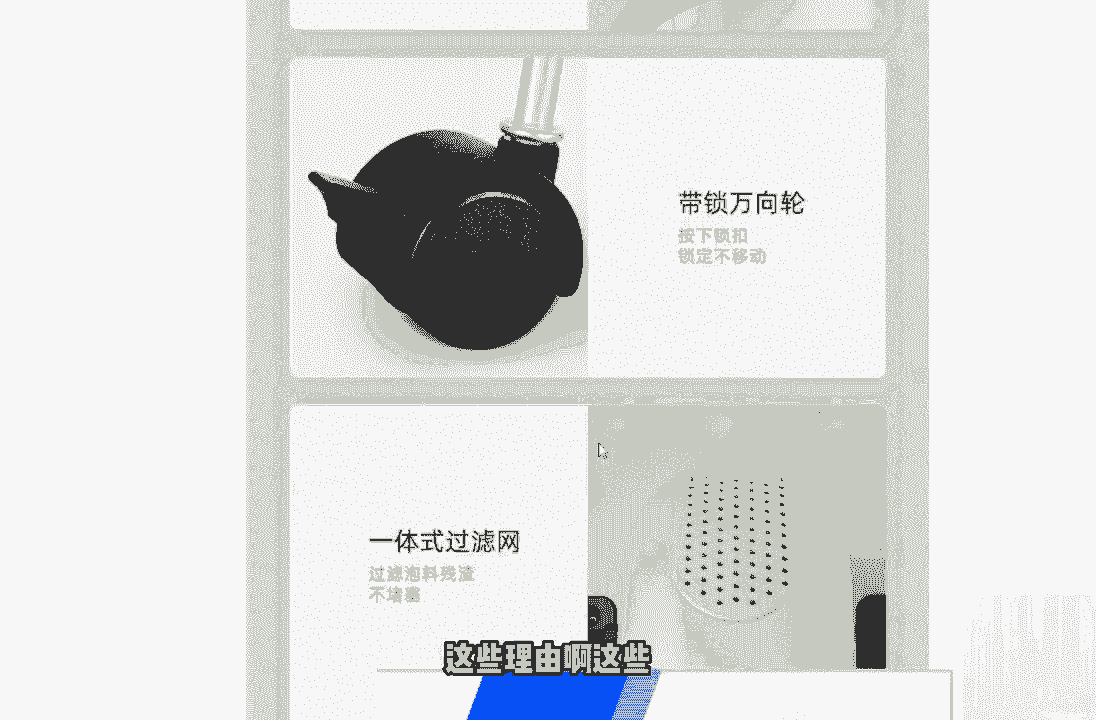 带锁万向轮
按下锁扣
锁定不移动
一体式过滤网
过滤泡料残渣
不堵塞
这些理由啊这些